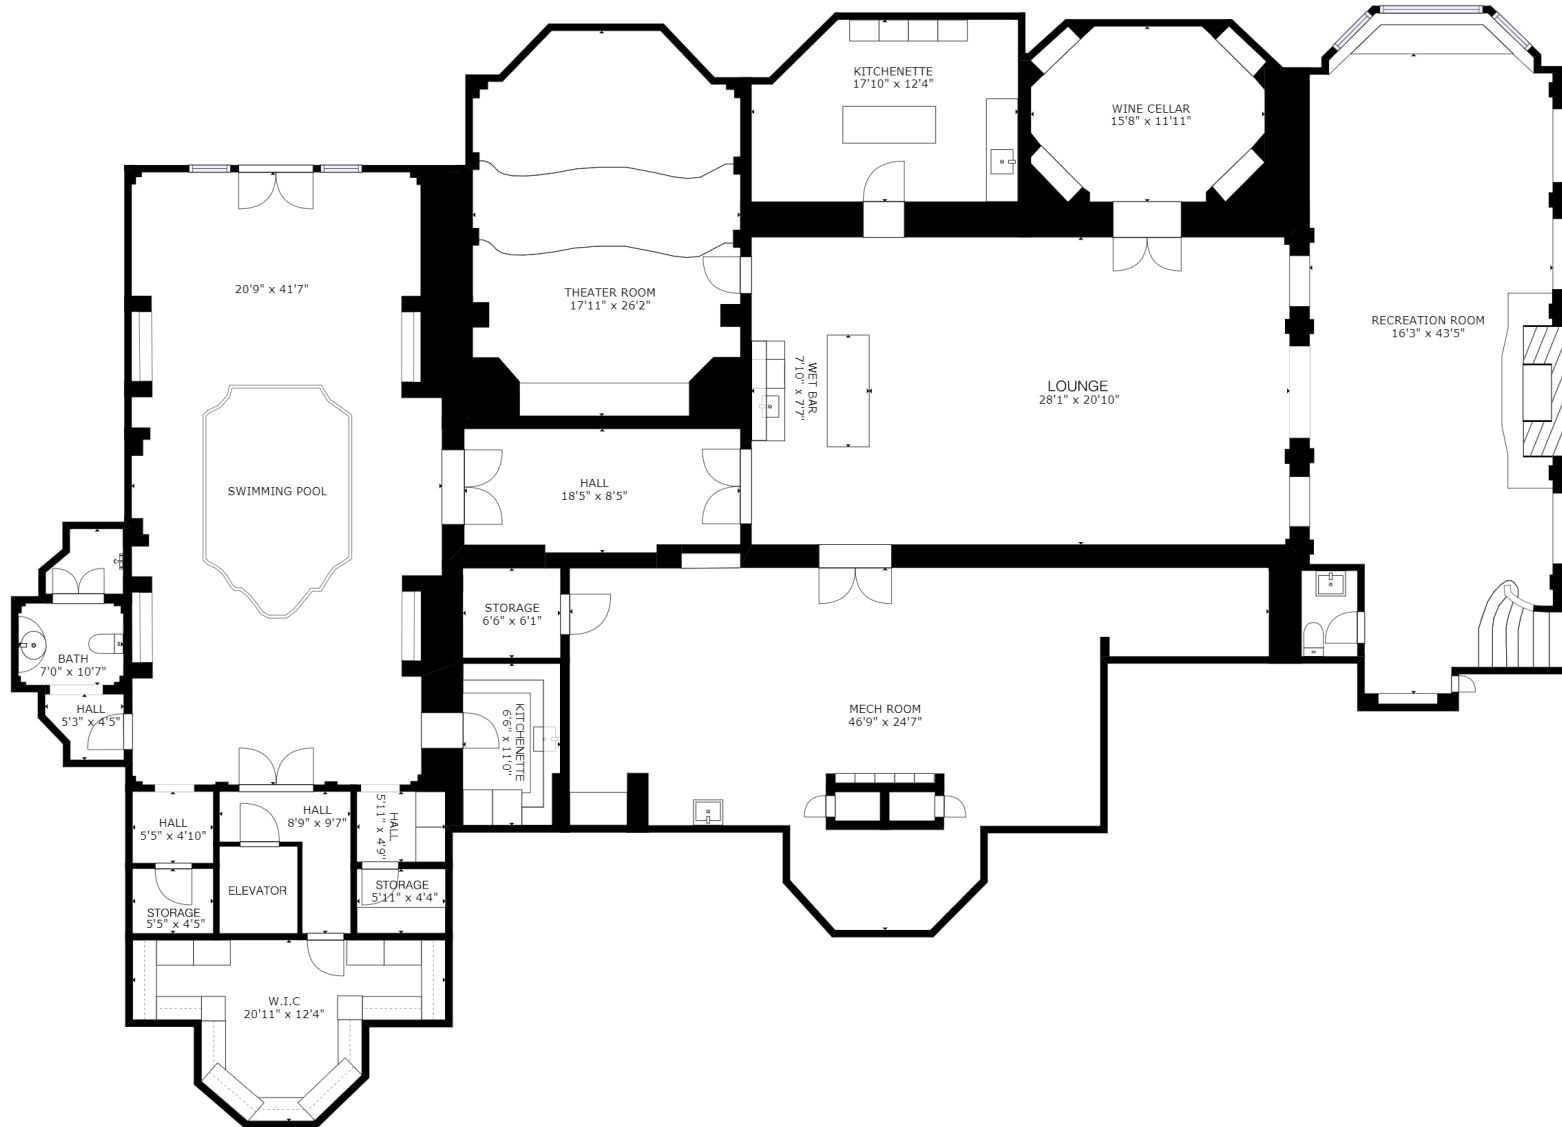 KITCHENETTE
17'10" x 12'4"
WINE CELLAR
15'8" x 11'11"
20'9" x 41'7"
THEATER ROOM
17'11" x 26'2"
RECREATION ROOM
16'3" x 43'5"
WET BAR
7'10" x 7'7"
LOUNGE
28'1" x 20'10"
SWIMMING POOL
HALL
18'5" x 8'5"
STORAGE
6'6" x 6'1"
BATH
7'0" x 10'7"
HALL
5'3" x 4'5"
KITCHENETTE
6'6" x 11'0"
MECH ROOM
46'9" x 24'7"
HALL
5'5" x 4'10"
HALL
8'9" x 9'7"
HALL
5'11" x 4'9"
ELEVATOR
STORAGE
5'11" x 4'4"
STORAGE
5'5" x 4'5"
W.I.C
20'11" x 12'4"